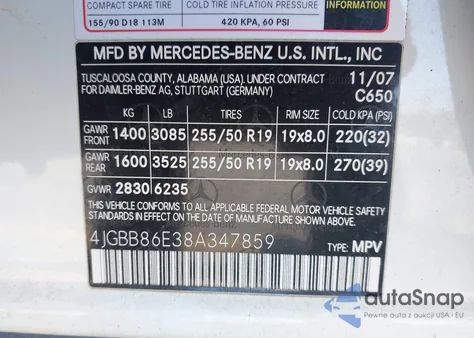 COMPACT SPARE TIRE
COLD TIRE INFLATION PRESSURE
INFORMATION
155/90 D18 113M
420 KPA, 60 PSI
MFD BY MERCEDES-BENZ U.S. INTL., INC
TUSCALOOSA COUNTY, ALABAMA (USA). UNDER CONTRACT 11/07
FOR DAIMLER-BENZ AG, STUTTGART (GERMANY) C650
KG LB TIRES RIM SIZE COLD KPA (PSI)
GAWR FRONT 1400 3085 255/50 R19 19x8.0 220(32)
GAWR REAR 1600 3525 255/50 R19 19x8.0 270(39)
GVWR 2830 6235
THIS VEHICLE CONFORMS TO ALL APPLICABLE FEDERAL MOTOR VEHICLE
SAFETY, BUMPER, AND THEFT PREVENTION STANDARDS IN EFFECT ON
THE DATE OF MANUFACTURE SHOWN ABOVE.
4JGBB86E38A347859 TYPE: MPV
autoSnap
Pewne auta z aukcji USA - EU